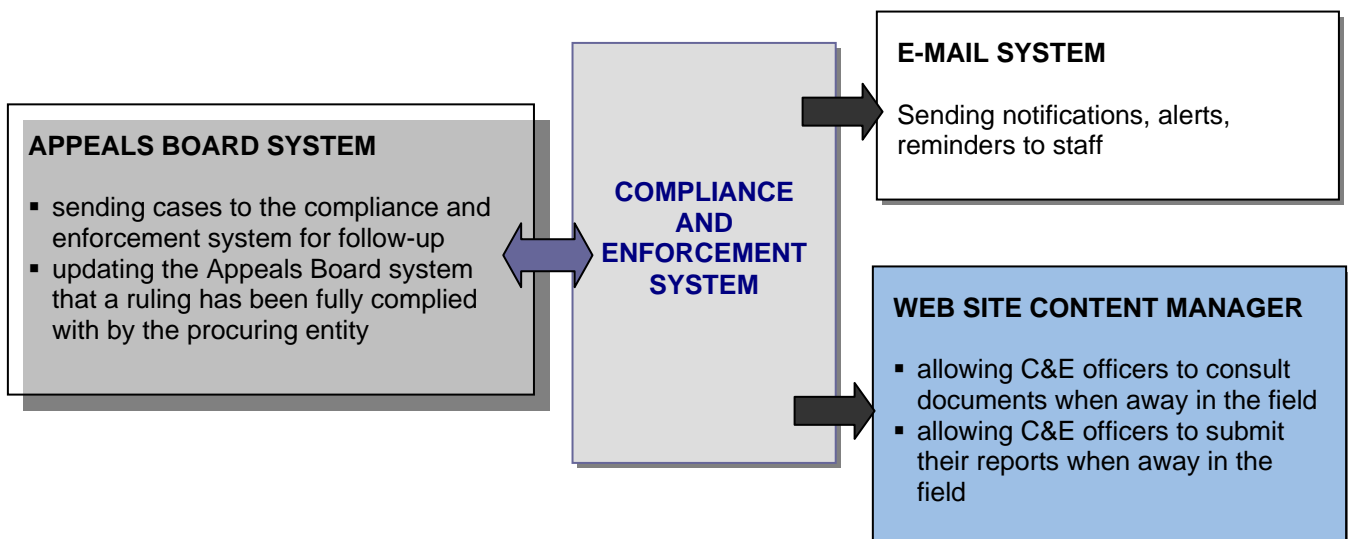 APPEALS BOARD SYSTEM
▪ sending cases to the compliance and
enforcement system for follow-up
▪ updating the Appeals Board system
that a ruling has been fully complied
with by the procuring entity
COMPLIANCE
AND
ENFORCEMENT
SYSTEM
E-MAIL SYSTEM
Sending notifications, alerts,
reminders to staff
WEB SITE CONTENT MANAGER
▪ allowing C&E officers to consult
documents when away in the field
▪ allowing C&E officers to submit
their reports when away in the
field